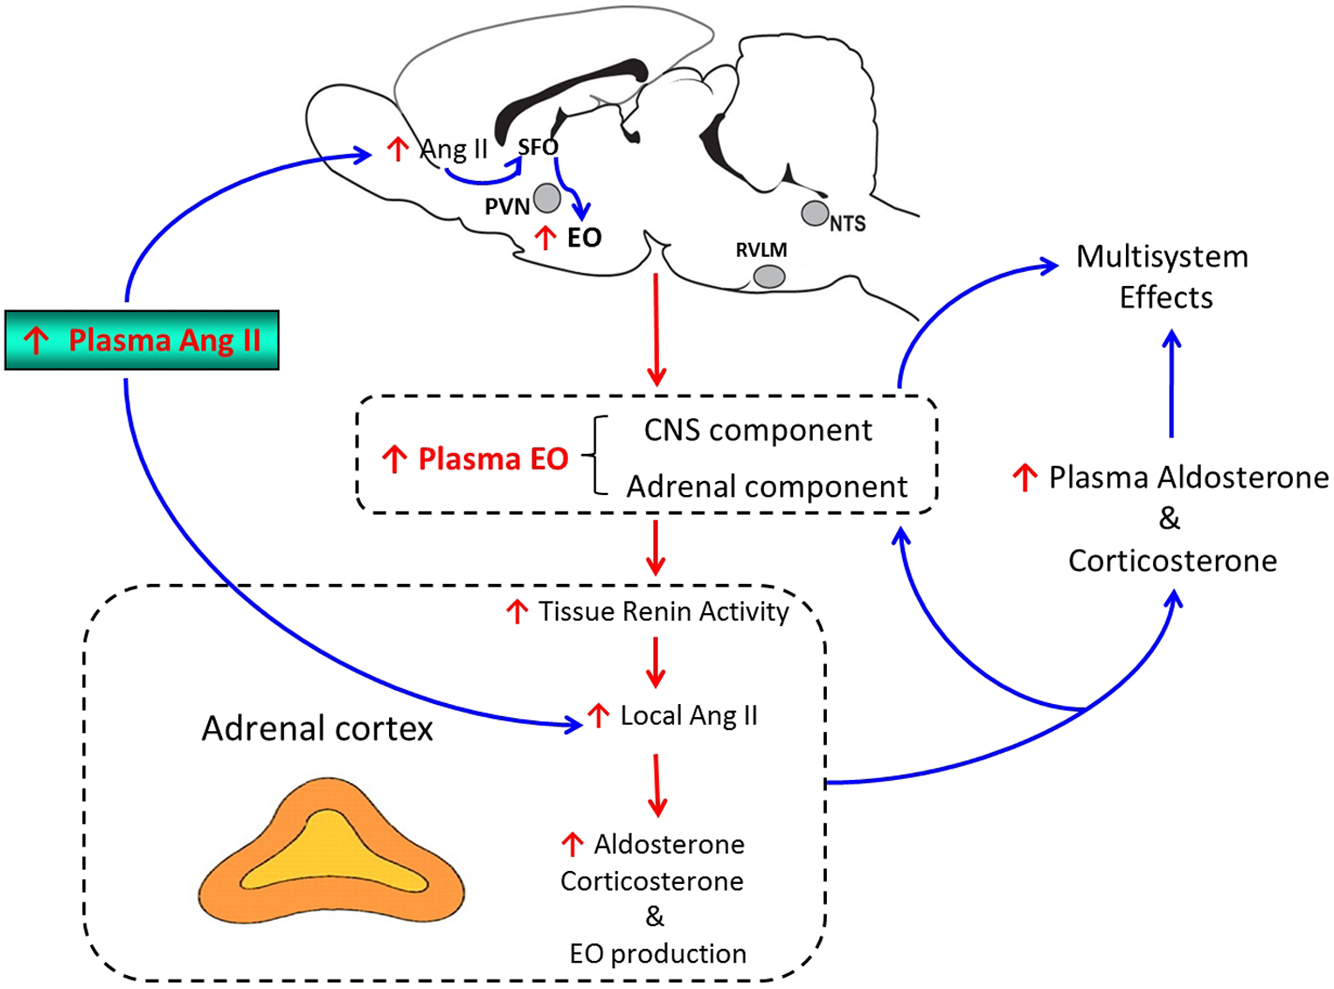 ↑ Ang II
SFO
PVN
↑ EO
NTS
RVLM
Multisystem
Effects
↑ Plasma Ang II
CNS component
↑ Plasma EO
Adrenal component
↑ Plasma Aldosterone
&
Corticosterone
↑ Tissue Renin Activity
↑ Local Ang II
Adrenal cortex
↑ Aldosterone
Corticosterone
&
EO production